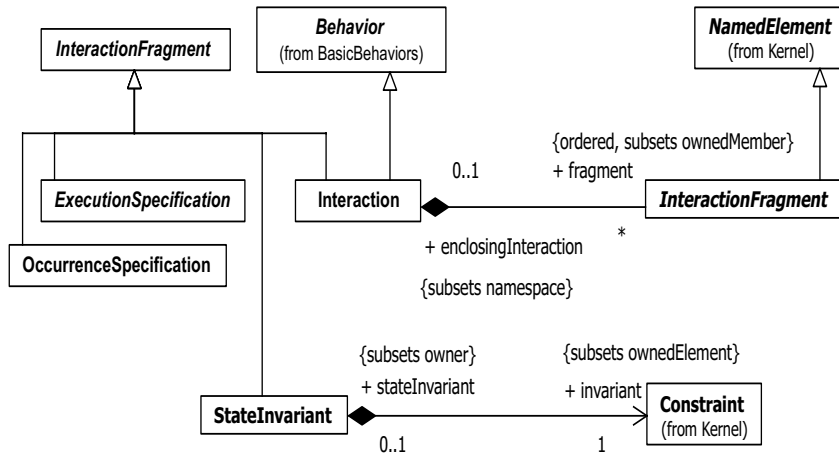 Behavior
(from BasicBehaviors)
NamedElement
(from Kernel)
InteractionFragment
{ordered, subsets ownedMember}
0..1
+ fragment
ExecutionSpecification
Interaction
InteractionFragment
+ enclosingInteraction
*
OccurrenceSpecification
{subsets namespace}
{subsets owner}
{subsets ownedElement}
+ stateInvariant
+ invariant
StateInvariant
Constraint
(from Kernel)
0..1
1